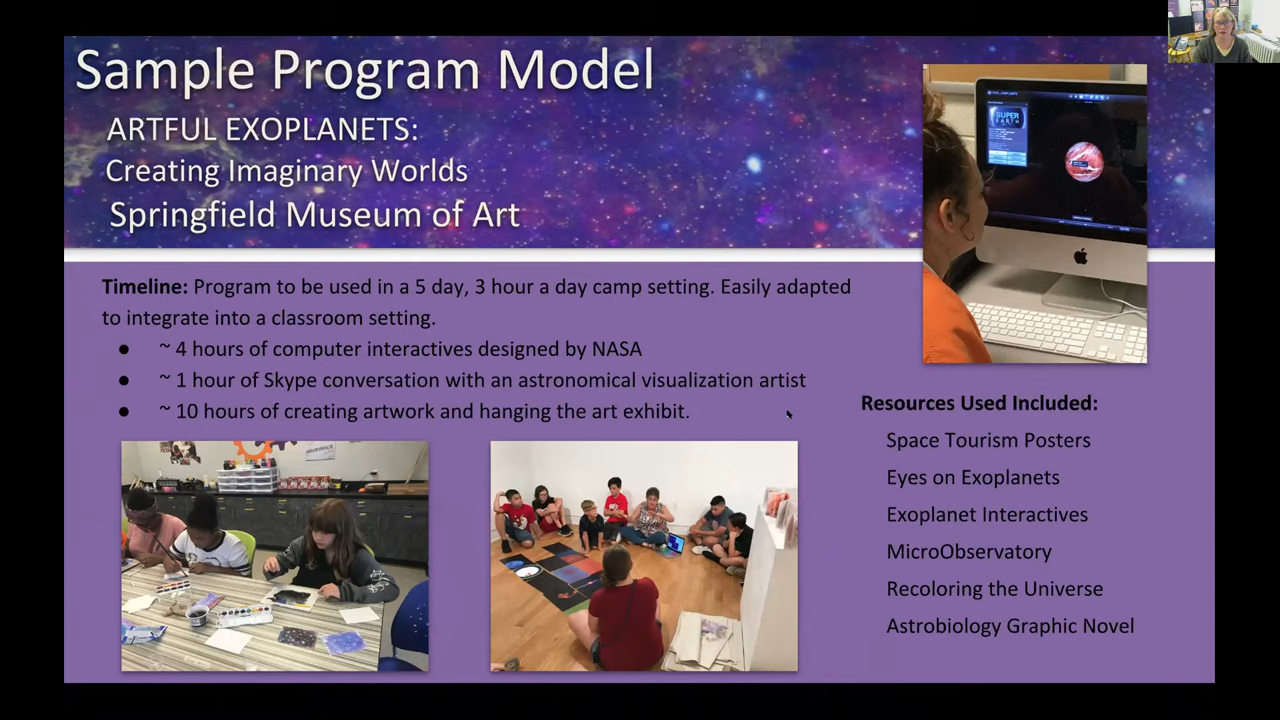 Sample Program Model
ARTFUL EXOPLANETS:
Creating Imaginary Worlds
Springfield Museum of Art
SUPER
EARTH
Timeline: Program to be used in a 5 day, 3 hour a day camp setting. Easily adapted
to integrate into a classroom setting.
● ~ 4 hours of computer interactives designed by NASA
● ~ 1 hour of Skype conversation with an astronomical visualization artist
● ~ 10 hours of creating artwork and hanging the art exhibit.
Resources Used Included:
Space Tourism Posters
Eyes on Exoplanets
Exoplanet Interactives
MicroObservatory
Recoloring the Universe
Astrobiology Graphic Novel